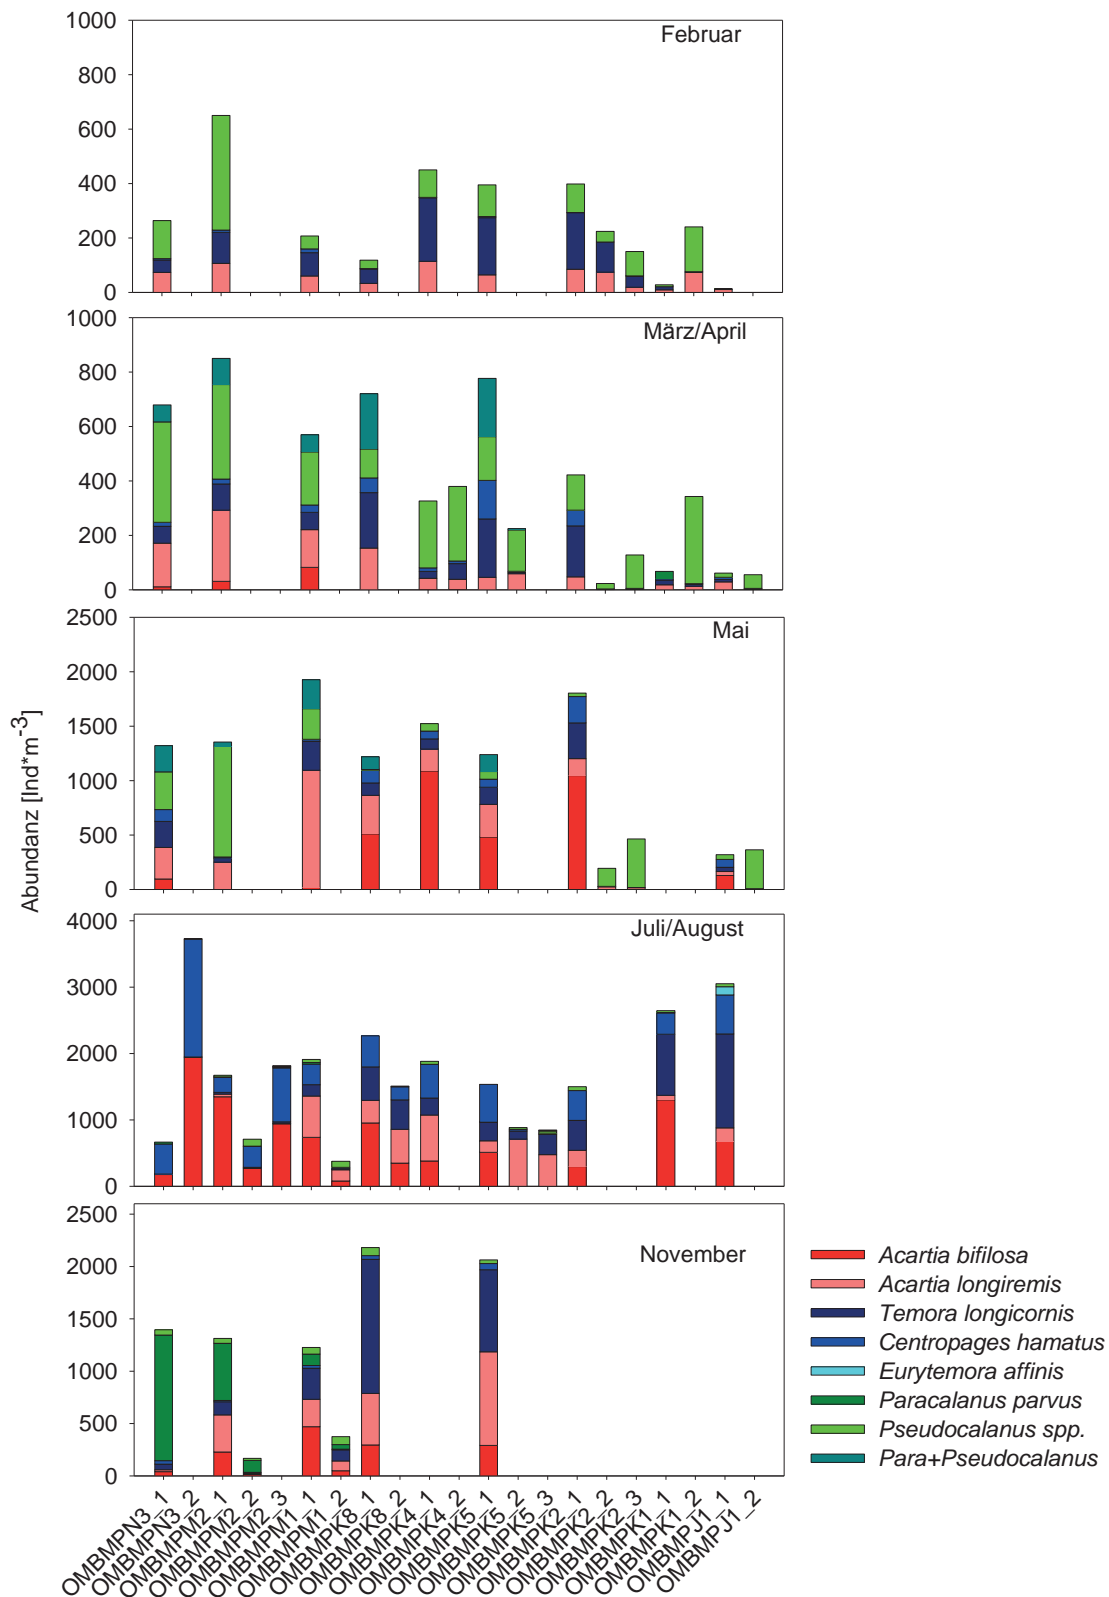 1000
800
600
400
200
0
Februar
1000
800
600
400
200
0
März/April
2500
2000
1500
1000
500
0
Mai
Abundanz [Ind*m-3]
4000
3000
2000
1000
0
Juli/August
2500
2000
1500
1000
500
0
November
Acartia bifilosa
Acartia longiremis
Temora longicornis
Centropages hamatus
Eurytemora affinis
Paracalanus parvus
Pseudocalanus spp.
Para+Pseudocalanus
OMBMPN3_1
OMBMPN3_2
OMBMPM2_1
OMBMPM2_2
OMBMPM2_3
OMBMPM1_1
OMBMPM1_2
OMBMPK8_1
OMBMPK8_2
OMBMPK4_1
OMBMPK4_2
OMBMPK5_1
OMBMPK5_2
OMBMPK5_3
OMBMPK2_1
OMBMPK2_2
OMBMPK2_3
OMBMPK1_1
OMBMPK1_2
OMBMPJ1_1
OMBMPJ1_2